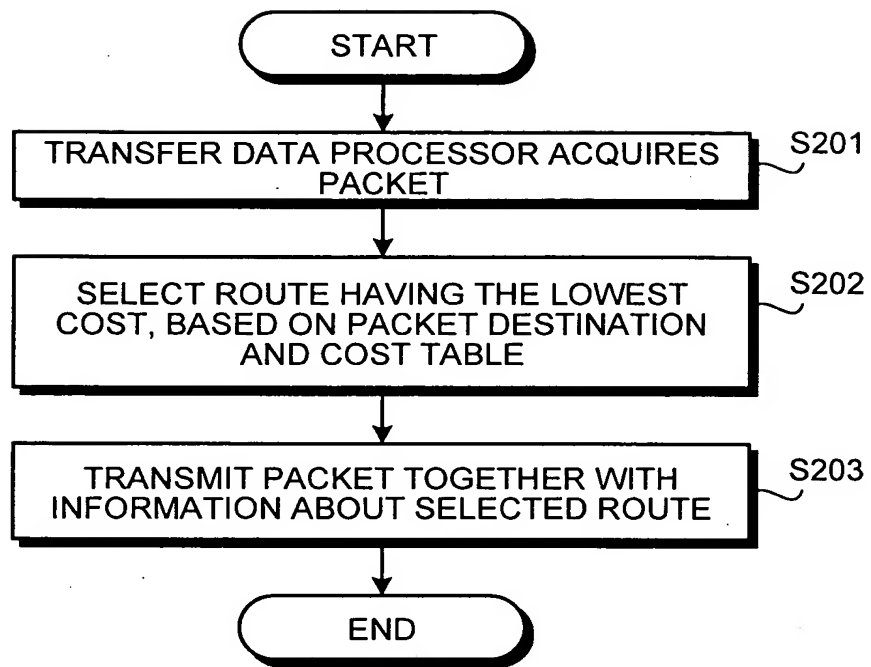 START
TRANSFER DATA PROCESSOR ACQUIRES
PACKET
S201
SELECT ROUTE HAVING THE LOWEST
COST, BASED ON PACKET DESTINATION
AND COST TABLE
S202
TRANSMIT PACKET TOGETHER WITH
INFORMATION ABOUT SELECTED ROUTE
S203
END